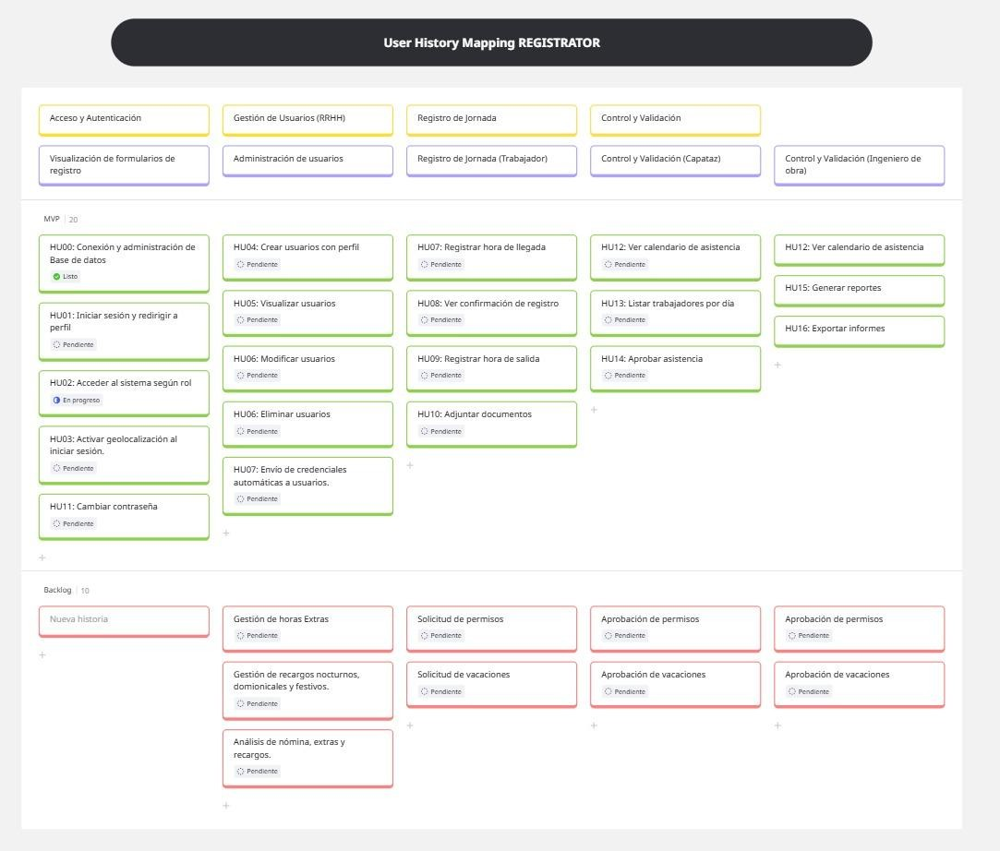 User History Mapping REGISTRATOR
Acceso y Autenticación
Gestión de Usuarios (RRHH)
Registro de Jornada
Control y Validación
Visualización de formularios de
registro
Administración de usuarios
Registro de Jornada (Trabajador)
Control y Validación (Capataz)
Control y Validación (Ingeniero de
obra)
MVP | 20
HU00: Conexión y administración de
Base de datos
Listo
HU01: Iniciar sesión y redirigir a
perfil
Pendiente
HU02: Acceder al sistema según rol
En progreso
HU03: Activar geolocalización al
iniciar sesión.
Pendiente
HU11: Cambiar contraseña
Pendiente
+
HU04: Crear usuarios con perfil
Pendiente
HU05: Visualizar usuarios
Pendiente
HU06: Modificar usuarios
Pendiente
HU06: Eliminar usuarios
Pendiente
HU07: Envío de credenciales
automáticas a usuarios.
Pendiente
+
HU07: Registrar hora de llegada
Pendiente
HU08: Ver confirmación de registro
Pendiente
HU09: Registrar hora de salida
Pendiente
HU10: Adjuntar documentos
Pendiente
+
HU12: Ver calendario de asistencia
Pendiente
HU13: Listar trabajadores por día
Pendiente
HU14: Aprobar asistencia
Pendiente
+
HU12: Ver calendario de asistencia
HU15: Generar reportes
HU16: Exportar informes
+
Backlog | 10
Nueva historia
+
Gestión de horas Extras
Pendiente
Gestión de recargos nocturnos,
domionicales y festivos.
Pendiente
Análisis de nómina, extras y
recargos.
Pendiente
+
Solicitud de permisos
Pendiente
Solicitud de vacaciones
Pendiente
+
Aprobación de permisos
Pendiente
Aprobación de vacaciones
Pendiente
+
Aprobación de permisos
Pendiente
Aprobación de vacaciones
Pendiente
+